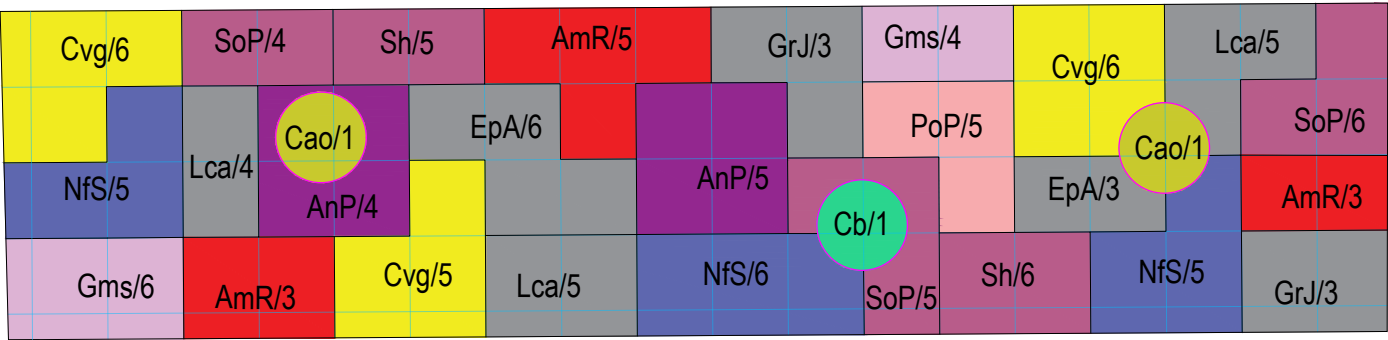 Cvg/6
SoP/4
Sh/5
AmR/5
GrJ/3
Gms/4
Cvg/6
Lca/5
NfS/5
Lca/4
Cao/1
AnP/4
EpA/6
AnP/5
PoP/5
Cao/1
SoP/6
EpA/3
AmR/3
Gms/6
AmR/3
Cvg/5
Lca/5
NfS/6
Cb/1
SoP/5
Sh/6
NfS/5
GrJ/3